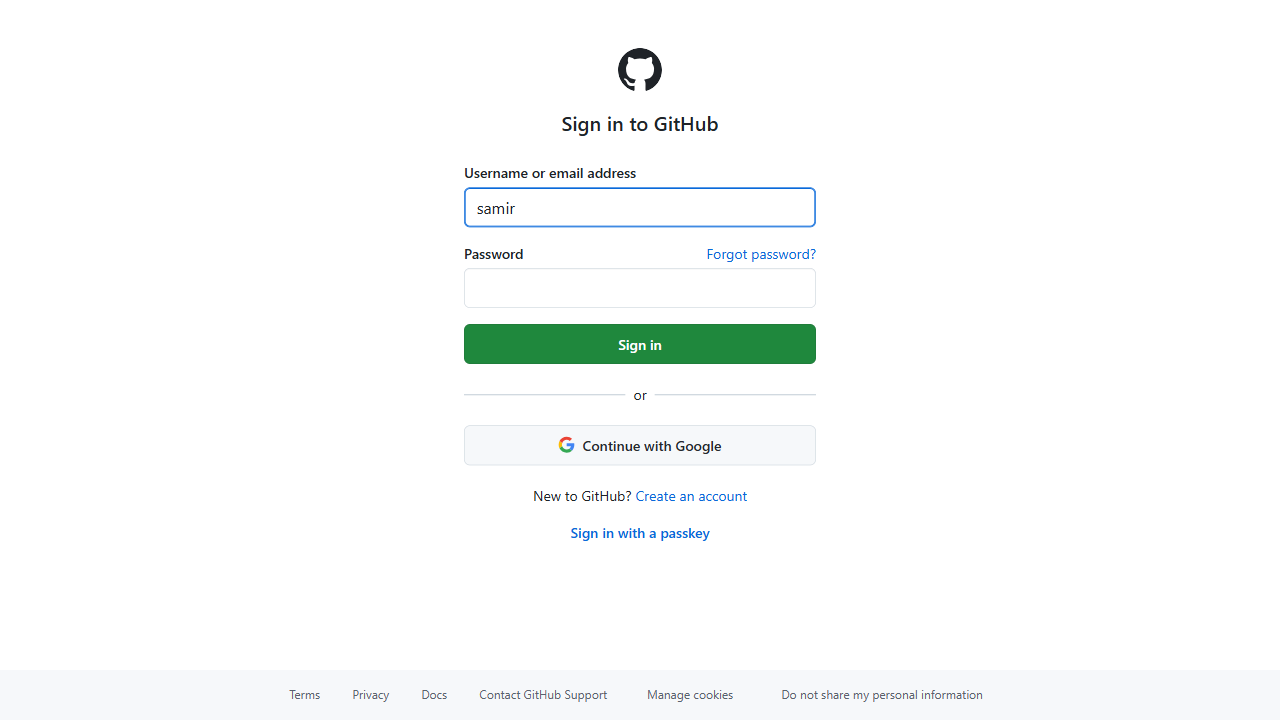 Sign in to GitHub
Username or email address
samir
Password Forgot password?
Sign in
or
Continue with Google
New to GitHub? Create an account
Sign in with a passkey
Terms Privacy Docs Contact GitHub Support Manage cookies Do not share my personal information